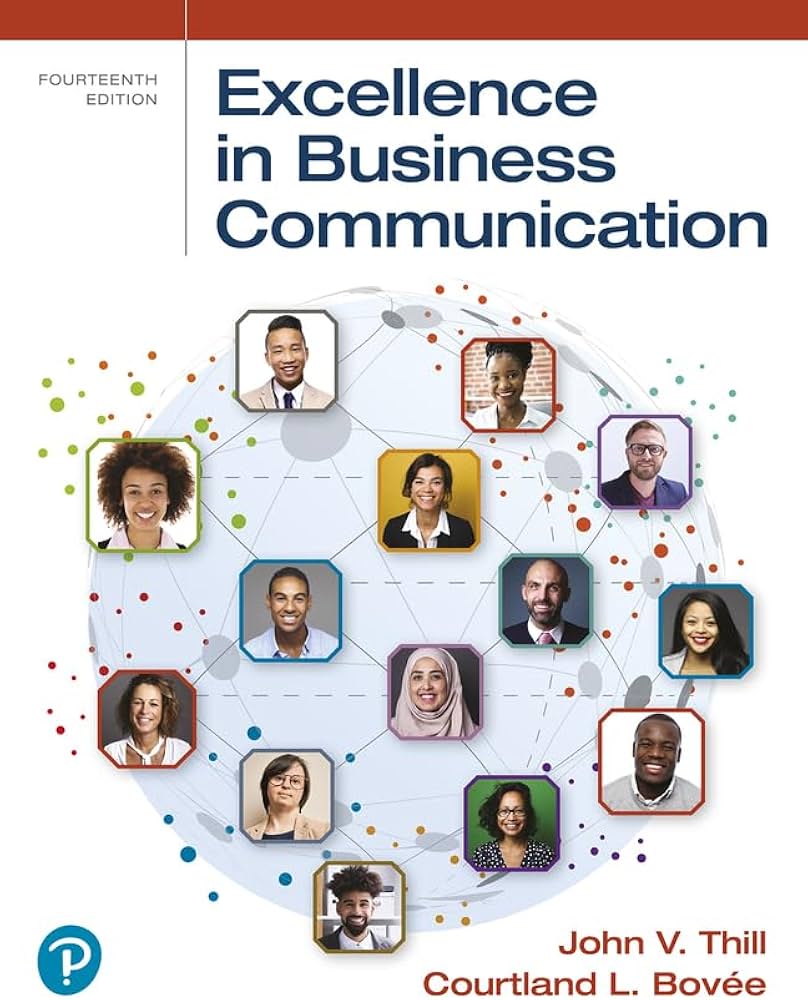 FOURTEENTH
EDITION
Excellence
in Business
Communication
John V. Thill
Courtland L. Bovée
P